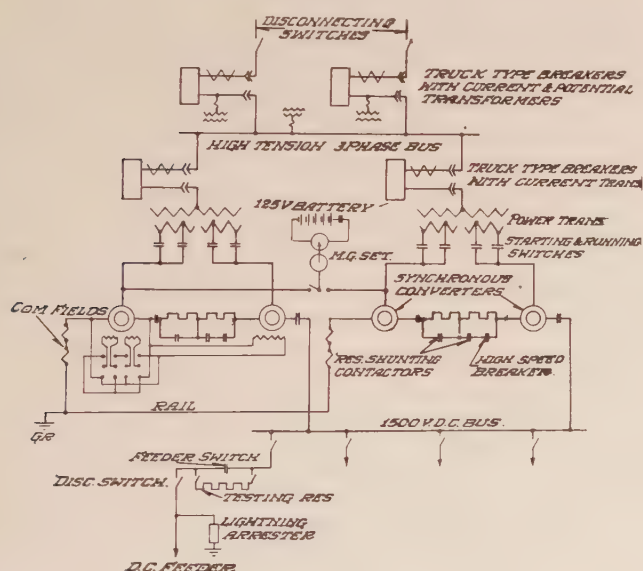 DISCONNECTING
SWITCHES
TRUCK TYPE BREAKERS
WITH CURRENT & POTENTIAL
TRANSFORMERS
HIGH TENSION 3 PHASE BUS
TRUCK TYPE BREAKERS
WITH CURRENT TRANS
125 V BATTERY
POWER TRANS
STARTING & RUNNING
SWITCHES
M.G. SET.
SYNCHRONOUS
CONVERTERS
COM FIELDS
RES. SHUNTING
CONTACTORS
HIGH SPEED
BREAKER.
RAIL
GR
1500 V. D.C. BUS.
FEEDER SWITCH
DISC. SWITCH.
TESTING RES
LIGHTNING
ARRESTER
D.C. FEEDER